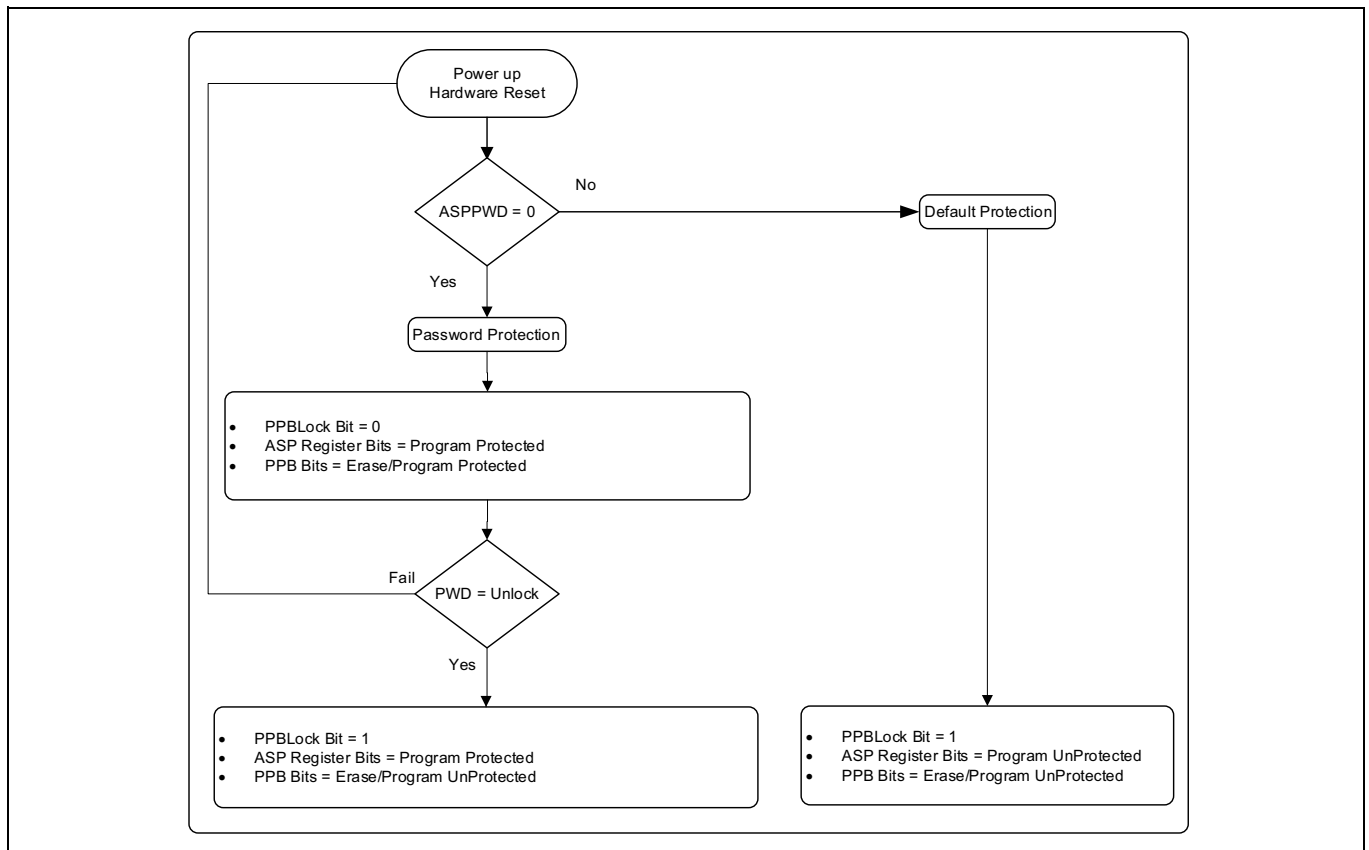 Power up
Hardware Reset
ASPPWD = 0
No
Default Protection
Yes
Password Protection
• PPBLock Bit = 0
• ASP Register Bits = Program Protected
• PPB Bits = Erase/Program Protected
Fail
PWD = Unlock
Yes
• PPBLock Bit = 1
• ASP Register Bits = Program Protected
• PPB Bits = Erase/Program UnProtected
• PPBLock Bit = 1
• ASP Register Bits = Program UnProtected
• PPB Bits = Erase/Program UnProtected